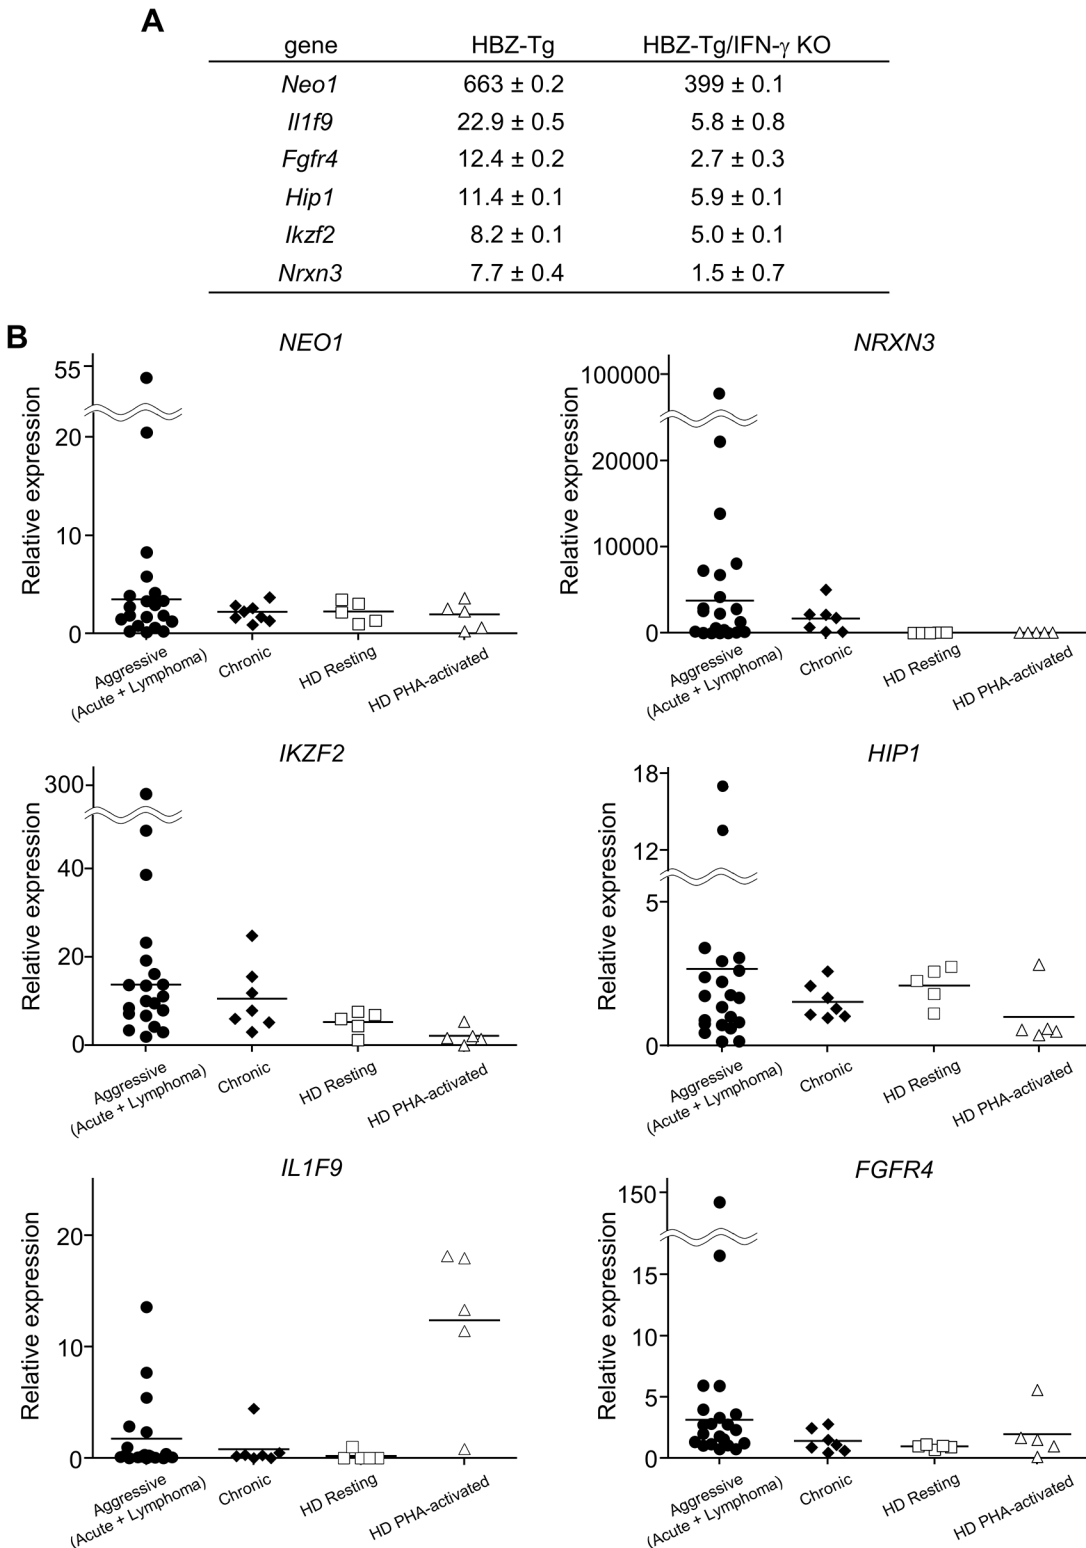 A
gene HBZ-Tg HBZ-Tg/IFN-γ KO
Neo1 663 ± 0.2 399 ± 0.1
Il1f9 22.9 ± 0.5 5.8 ± 0.8
Fgfr4 12.4 ± 0.2 2.7 ± 0.3
Hip1 11.4 ± 0.1 5.9 ± 0.1
Ikzf2 8.2 ± 0.1 5.0 ± 0.1
Nrxn3 7.7 ± 0.4 1.5 ± 0.7
B
NEO1
Relative expression
55
20
10
0
Aggressive
(Acute + Lymphoma)
Chronic
HD Resting
HD PHA-activated
NRXN3
Relative expression
100000
20000
10000
0
Aggressive
(Acute + Lymphoma)
Chronic
HD Resting
HD PHA-activated
IKZF2
Relative expression
300
40
20
0
Aggressive
(Acute + Lymphoma)
Chronic
HD Resting
HD PHA-activated
HIP1
Relative expression
18
12
5
0
Aggressive
(Acute + Lymphoma)
Chronic
HD Resting
HD PHA-activated
IL1F9
Relative expression
20
10
0
Aggressive
(Acute + Lymphoma)
Chronic
HD Resting
HD PHA-activated
FGFR4
Relative expression
150
15
10
5
0
Aggressive
(Acute + Lymphoma)
Chronic
HD Resting
HD PHA-activated